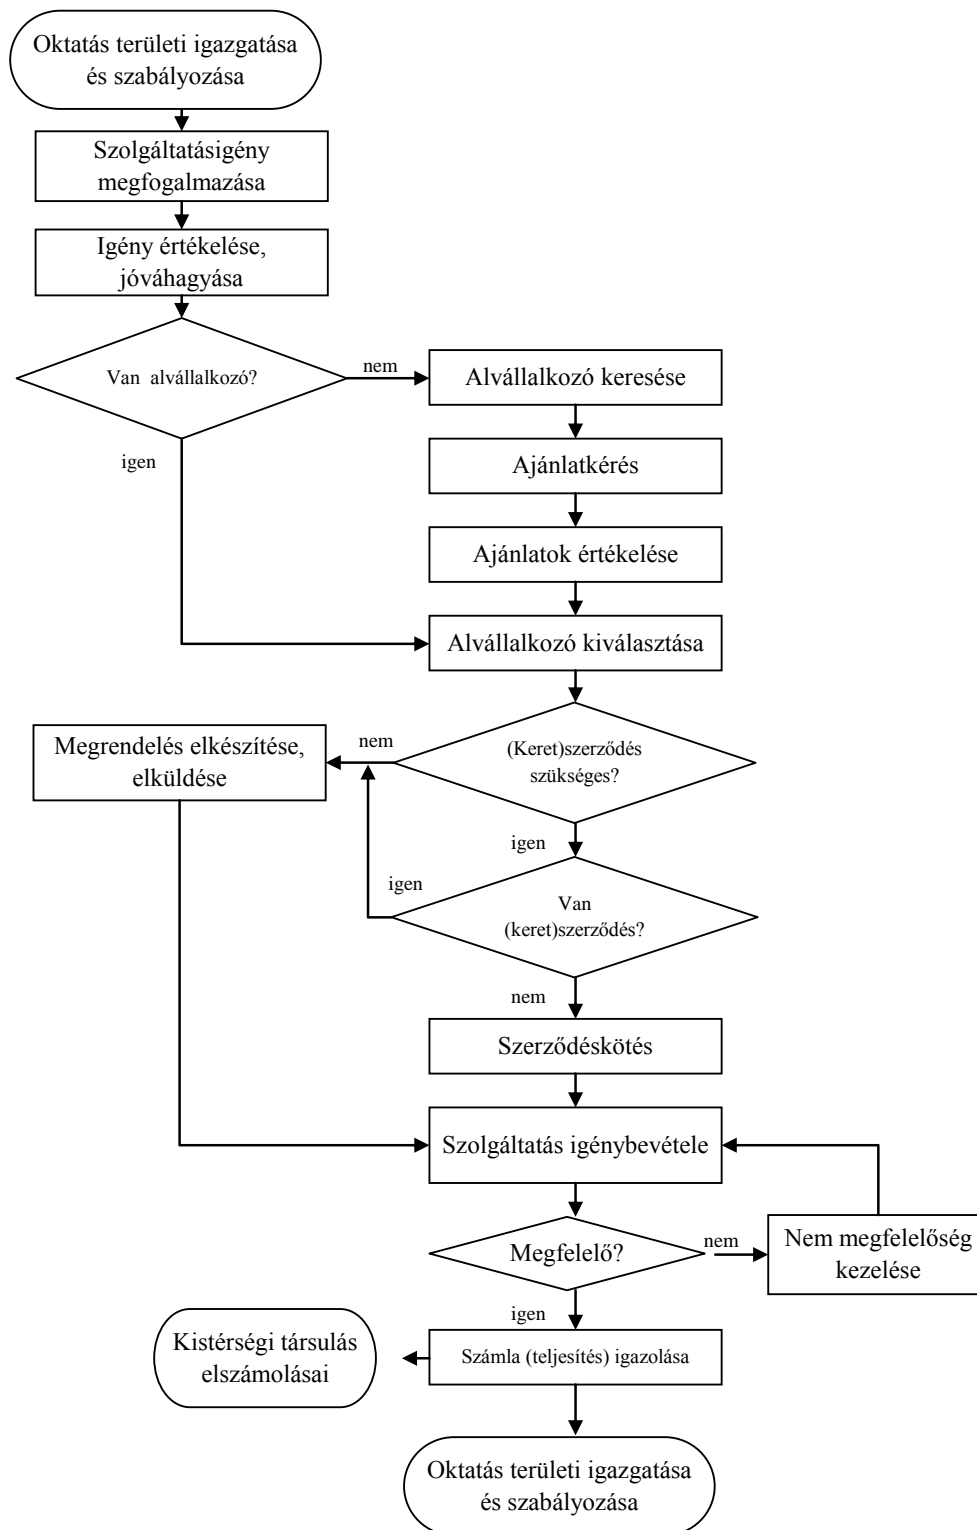 Oktatás területi igazgatása
és szabályozása
Szolgáltatásigény
megfogalmazása
Igény értékelése,
jóváhagyása
Van alvállalkozó?
nem
Alvállalkozó keresése
igen
Ajánlatkérés
Ajánlatok értékelése
Alvállalkozó kiválasztása
Megrendelés elkészítése,
elküldése
nem
(Keret)szerződés
szükséges?
igen
igen
Van
(keret)szerződés?
nem
Szerződéskötés
Szolgáltatás igénybevétele
Megfelelő?
nem
Nem megfelelőség
kezelése
igen
Kistérségi társulás
elszámolásai
Számla (teljesítés) igazolása
Oktatás területi igazgatása
és szabályozása